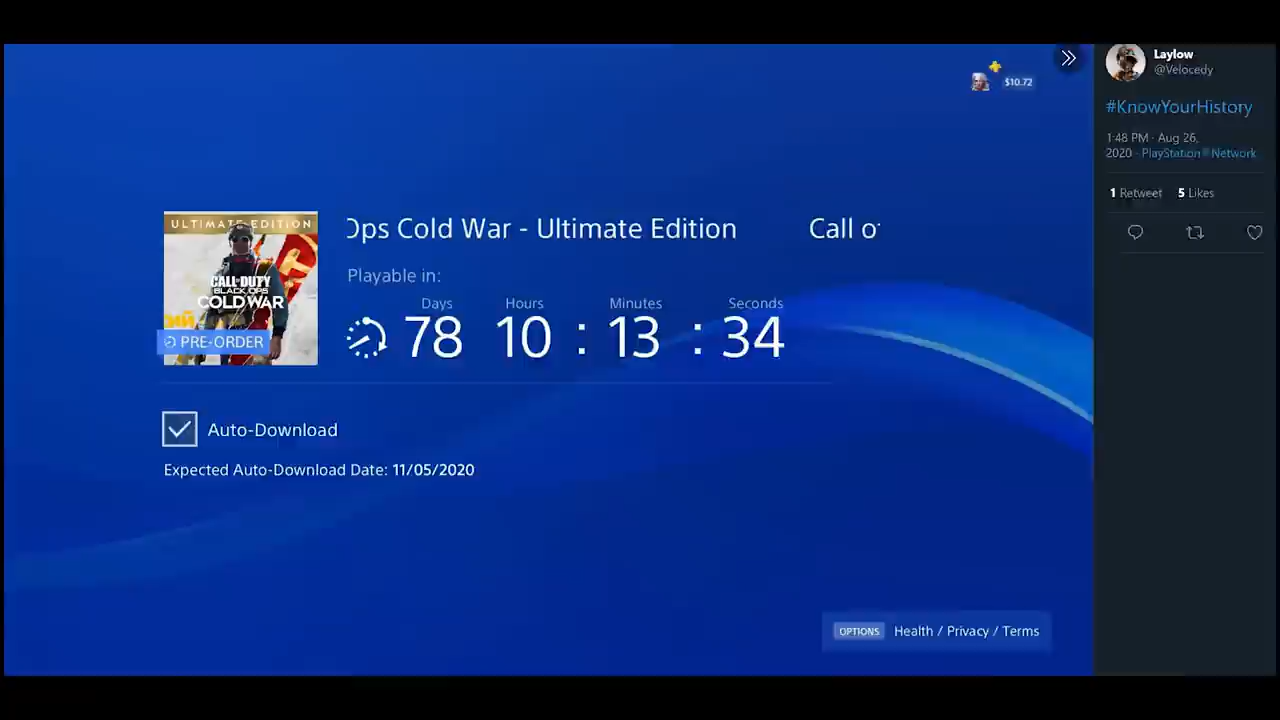 $10.72
Ops Cold War - Ultimate Edition Call o
Playable in:
Days Hours Minutes Seconds
78 10 : 13 : 34
ULTIMATE EDITION
CALL OF DUTY
BLACK OPS
COLD WAR
PRE-ORDER
Auto-Download
Expected Auto-Download Date: 11/05/2020
OPTIONS Health / Privacy / Terms
Laylow
@Velocedy
#KnowYourHistory
1:48 PM · Aug 26,
2020 · PlayStation®Network
1 Retweet 5 Likes